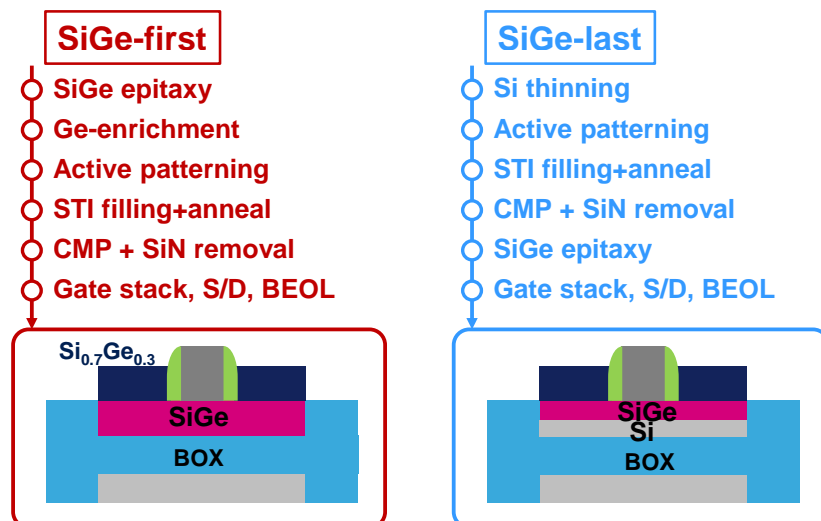 SiGe-first
SiGe epitaxy
Ge-enrichment
Active patterning
STI filling+anneal
CMP + SiN removal
Gate stack, S/D, BEOL
Si0.7Ge0.3
SiGe
BOX
SiGe-last
Si thinning
Active patterning
STI filling+anneal
CMP + SiN removal
SiGe epitaxy
Gate stack, S/D, BEOL
SiGe
Si
BOX